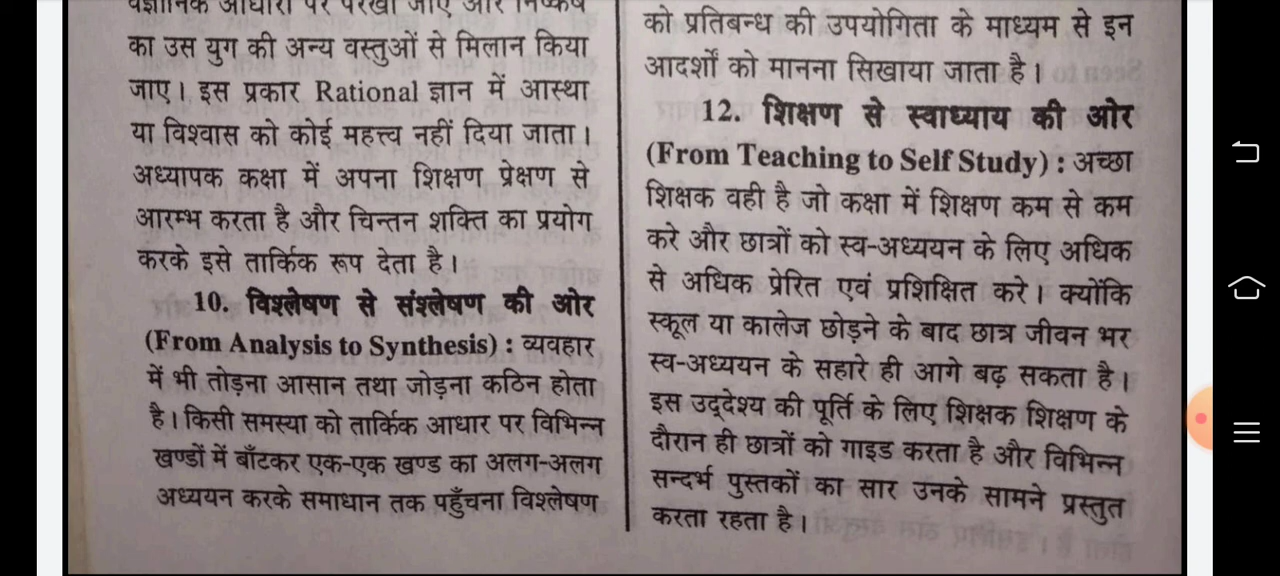 वैज्ञानिक आधारों पर परखा जाए और निष्कर्ष
का उस युग की अन्य वस्तुओं से मिलान किया
जाए। इस प्रकार Rational ज्ञान में आस्था
या विश्वास को कोई महत्त्व नहीं दिया जाता।
अध्यापक कक्षा में अपना शिक्षण प्रेक्षण से
आरम्भ करता है और चिन्तन शक्ति का प्रयोग
करके इसे तार्किक रूप देता है।
10. विश्लेषण से संश्लेषण की ओर
(From Analysis to Synthesis) : व्यवहार
में भी तोड़ना आसान तथा जोड़ना कठिन होता
है। किसी समस्या को तार्किक आधार पर विभिन्न
खण्डों में बाँटकर एक-एक खण्ड का अलग-अलग
अध्ययन करके समाधान तक पहुँचना विश्लेषण
को प्रतिबन्ध की उपयोगिता के माध्यम से इन
आदर्शों को मानना सिखाया जाता है।
12. शिक्षण से स्वाध्याय की ओर
(From Teaching to Self Study) : अच्छा
शिक्षक वही है जो कक्षा में शिक्षण कम से कम
करे और छात्रों को स्व-अध्ययन के लिए अधिक
से अधिक प्रेरित एवं प्रशिक्षित करे। क्योंकि
स्कूल या कालेज छोड़ने के बाद छात्र जीवन भर
स्व-अध्ययन के सहारे ही आगे बढ़ सकता है।
इस उद्देश्य की पूर्ति के लिए शिक्षक शिक्षण के
दौरान ही छात्रों को गाइड करता है और विभिन्न
सन्दर्भ पुस्तकों का सार उनके सामने प्रस्तुत
करता रहता है।